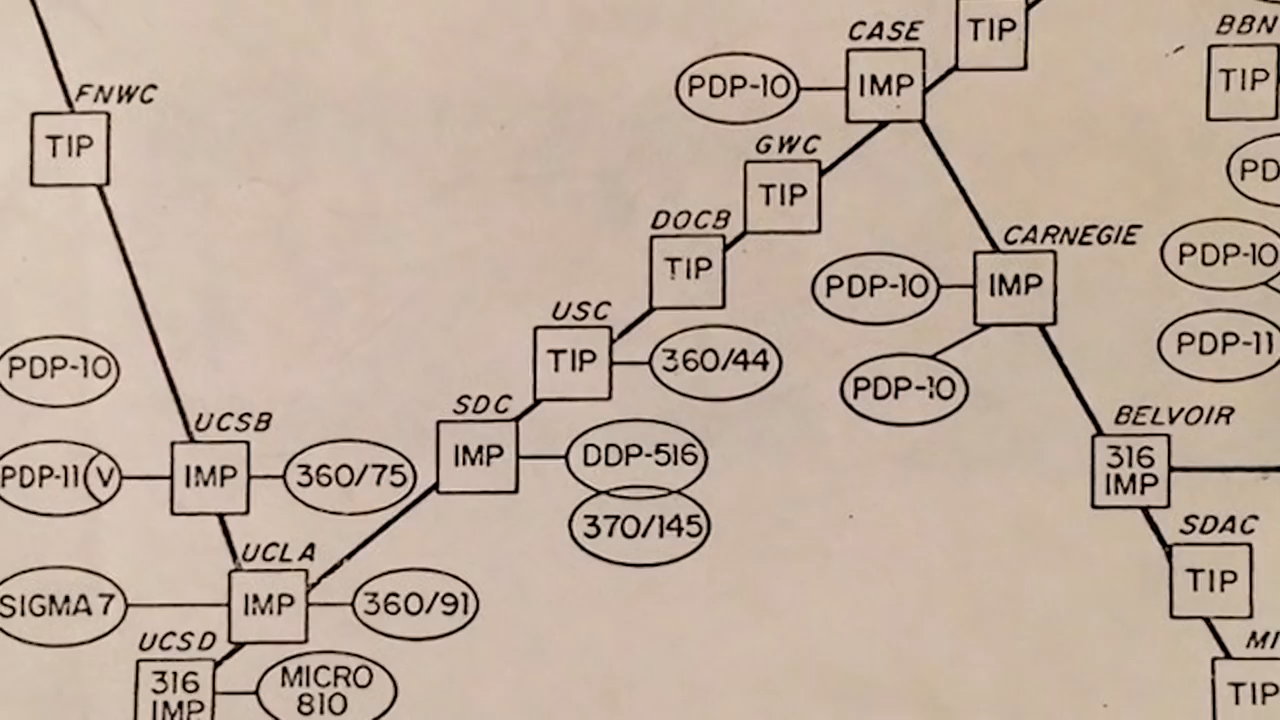 TIP
CASE
BBN
PDP-10
IMP
TIP
FNWC
TIP
GWC
TIP
PD
DOCB
TIP
CARNEGIE
PDP-10
IMP
PDP-10
USC
TIP
360/44
PDP-11
PDP-10
PDP-10
SDC
IMP
DDP-516
370/145
UCSB
PDP-11 V
IMP
360/75
BELVOIR
316
IMP
SDAC
TIP
UCLA
SIGMA 7
IMP
360/91
UCSD
316
IMP
MICRO
810
MI
TIP